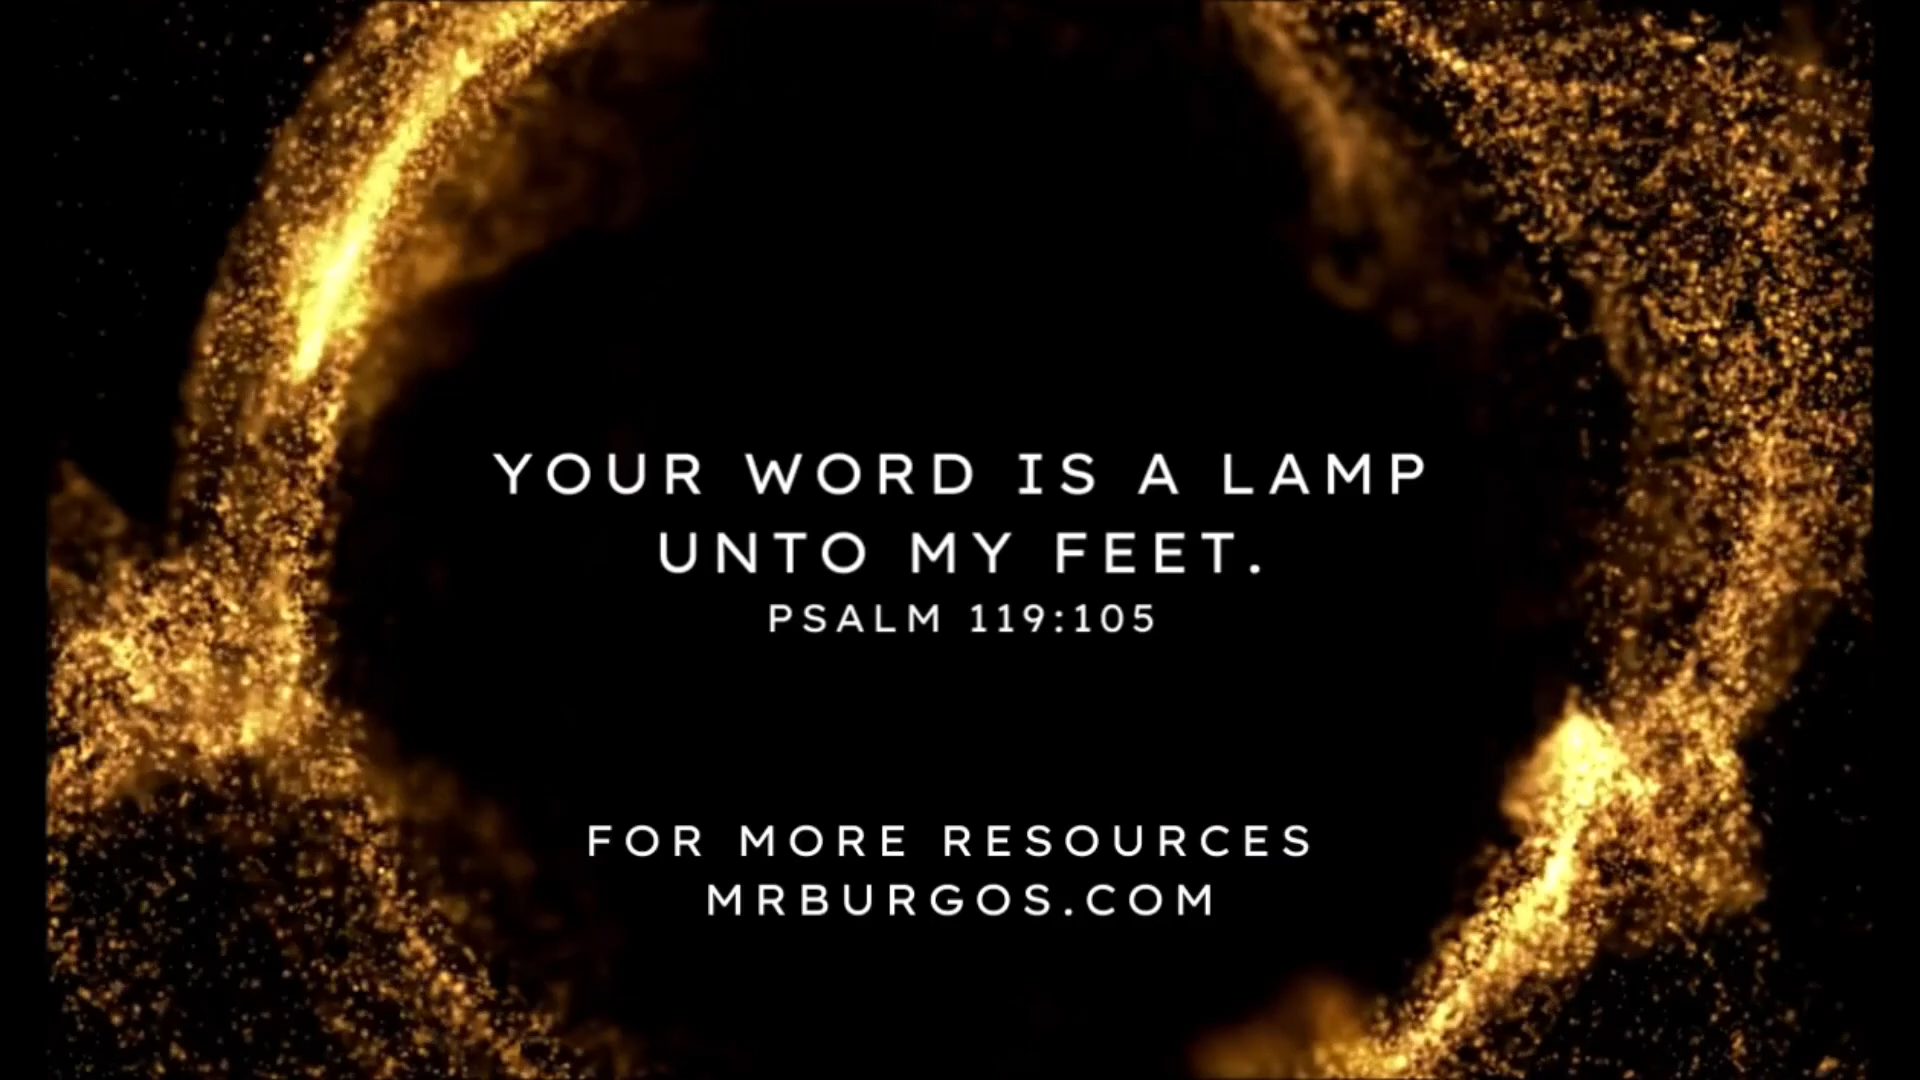 YOUR WORD IS A LAMP
UNTO MY FEET.
PSALM 119:105
FOR MORE RESOURCES
MRBURGOS.COM